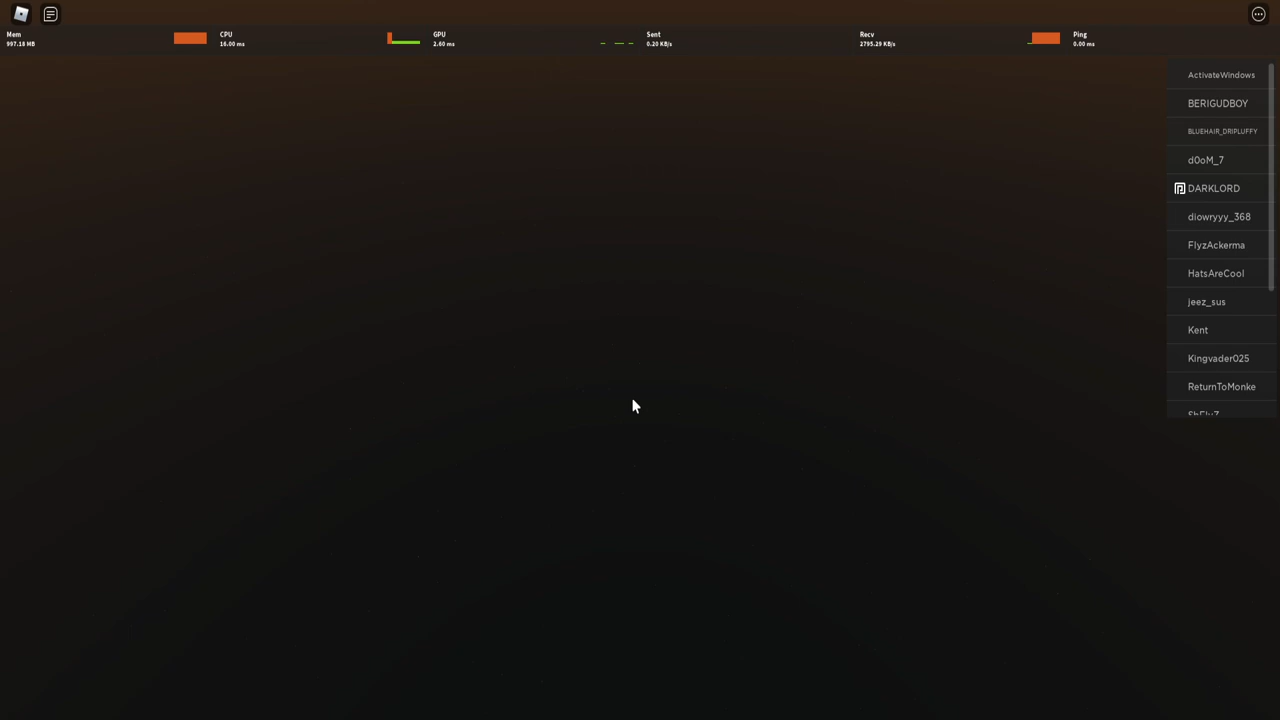 Mem
997.18 MB
CPU
16.00 ms
GPU
2.60 ms
Sent
0.20 KB/s
Recv
2795.29 KB/s
Ping
0.00 ms
ActivateWindows
BERIGUDBOY
BLUEHAIR_DRIPLUFFY
d0oM_7
DARKLORD
diowryyy_368
FlyzAckerma
HatsAreCool
jeez_sus
Kent
Kingvader025
ReturnToMonke